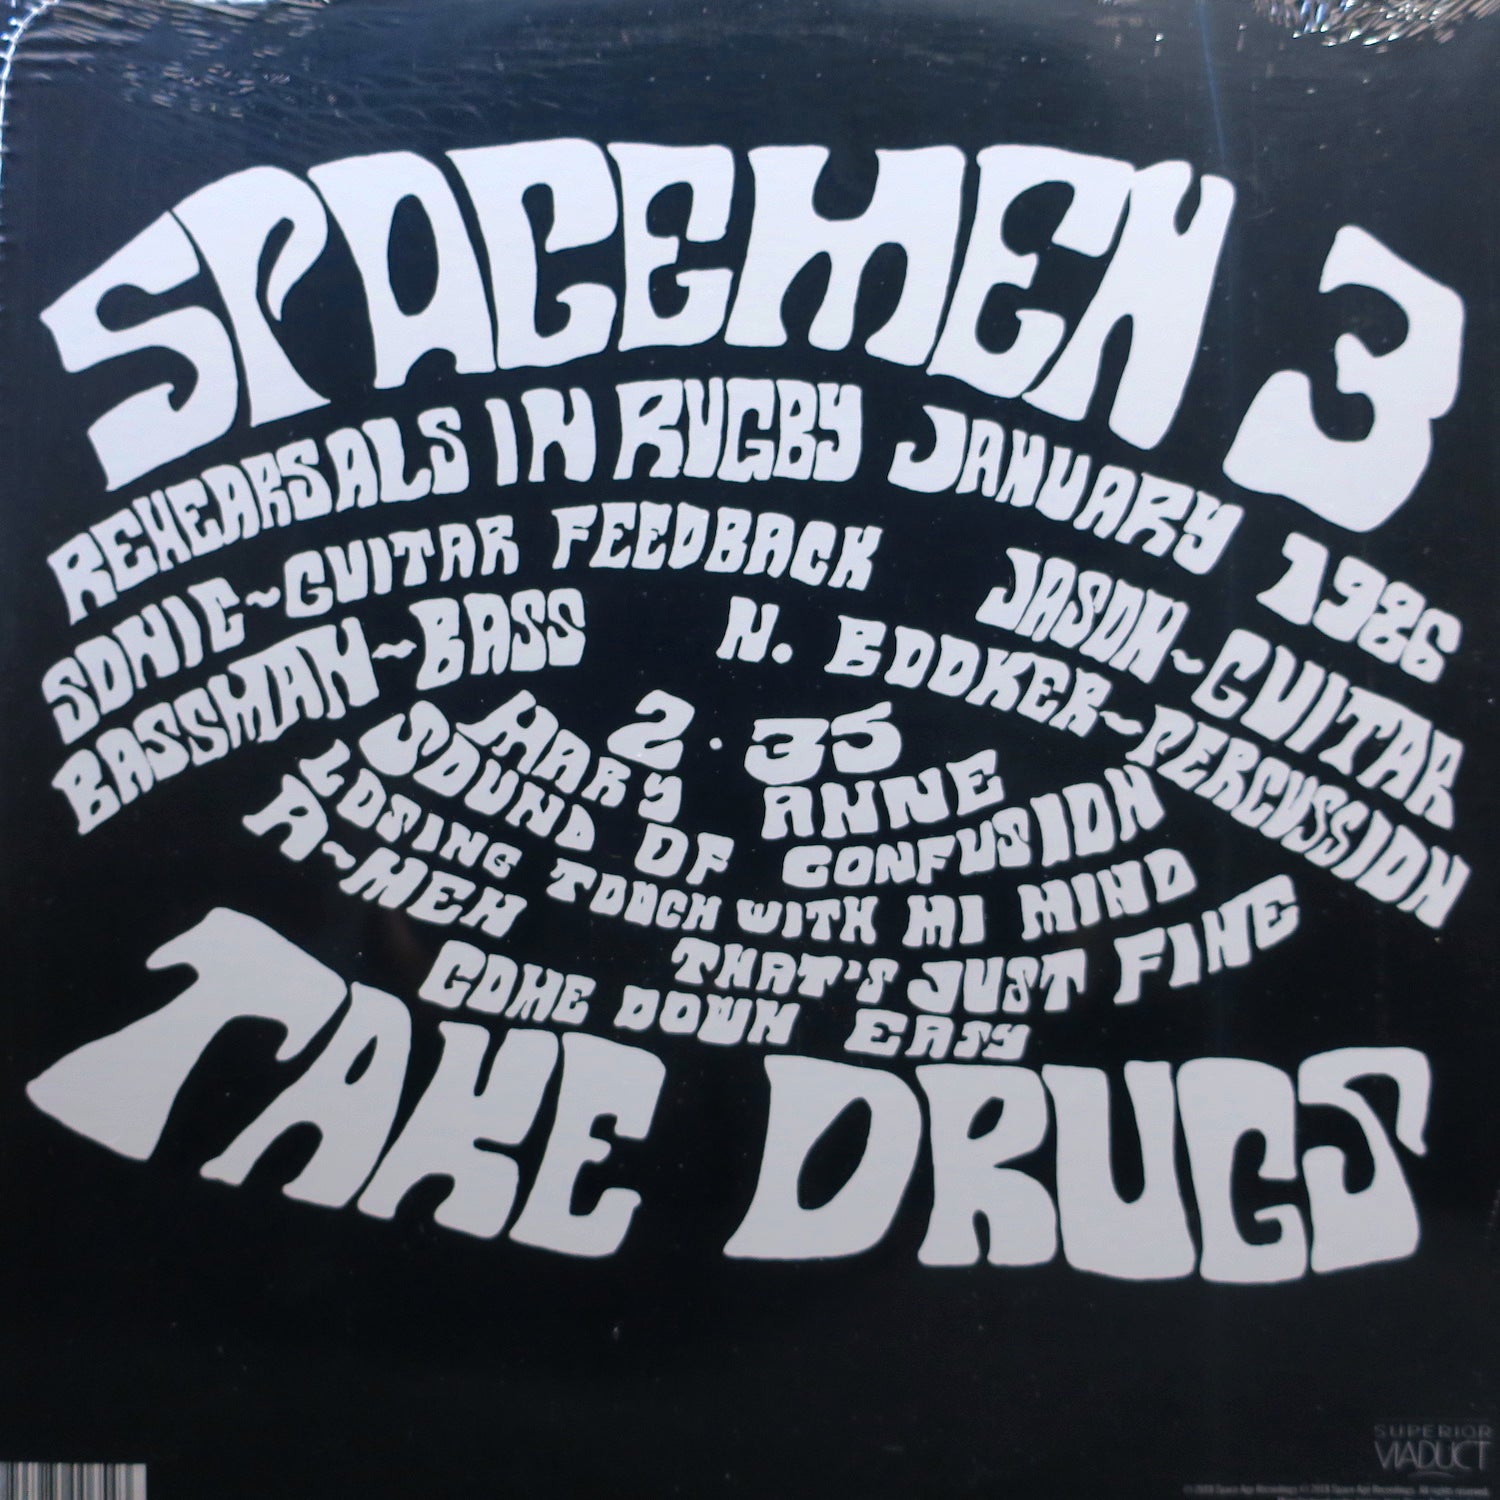 SPACEMEN 3
REHEARSALS IN RUGBY JANUARY 1986
SONIC~GUITAR FEEDBACK JASON~GUITAR
BASSMAN~BASS N. BOOKER~PERCUSSION
2.35
MARY ANNE
SOUND OF CONFUSION
LOSING TOUCH WITH MI MIND
A~MEN THAT'S JUST FINE
COME DOWN EASY
TAKE DRUGS
SUPERIOR
VIADUCT